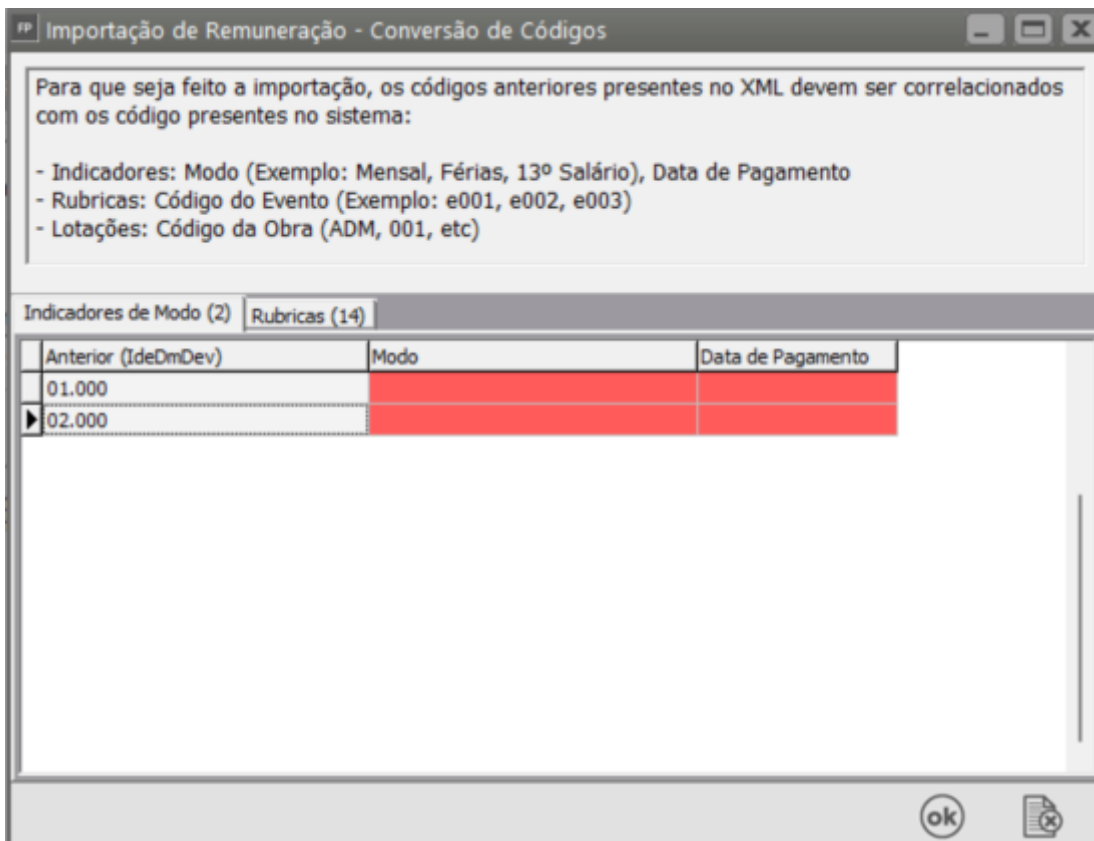 FP Importação de Remuneração - Conversão de Códigos
Para que seja feito a importação, os códigos anteriores presentes no XML devem ser correlacionados
com os código presentes no sistema:
- Indicadores: Modo (Exemplo: Mensal, Férias, 13º Salário), Data de Pagamento
- Rubricas: Código do Evento (Exemplo: e001, e002, e003)
- Lotações: Código da Obra (ADM, 001, etc)
Indicadores de Modo (2) Rubricas (14)
Anterior (IdeDmDev) Modo Data de Pagamento
01.000
02.000
ok